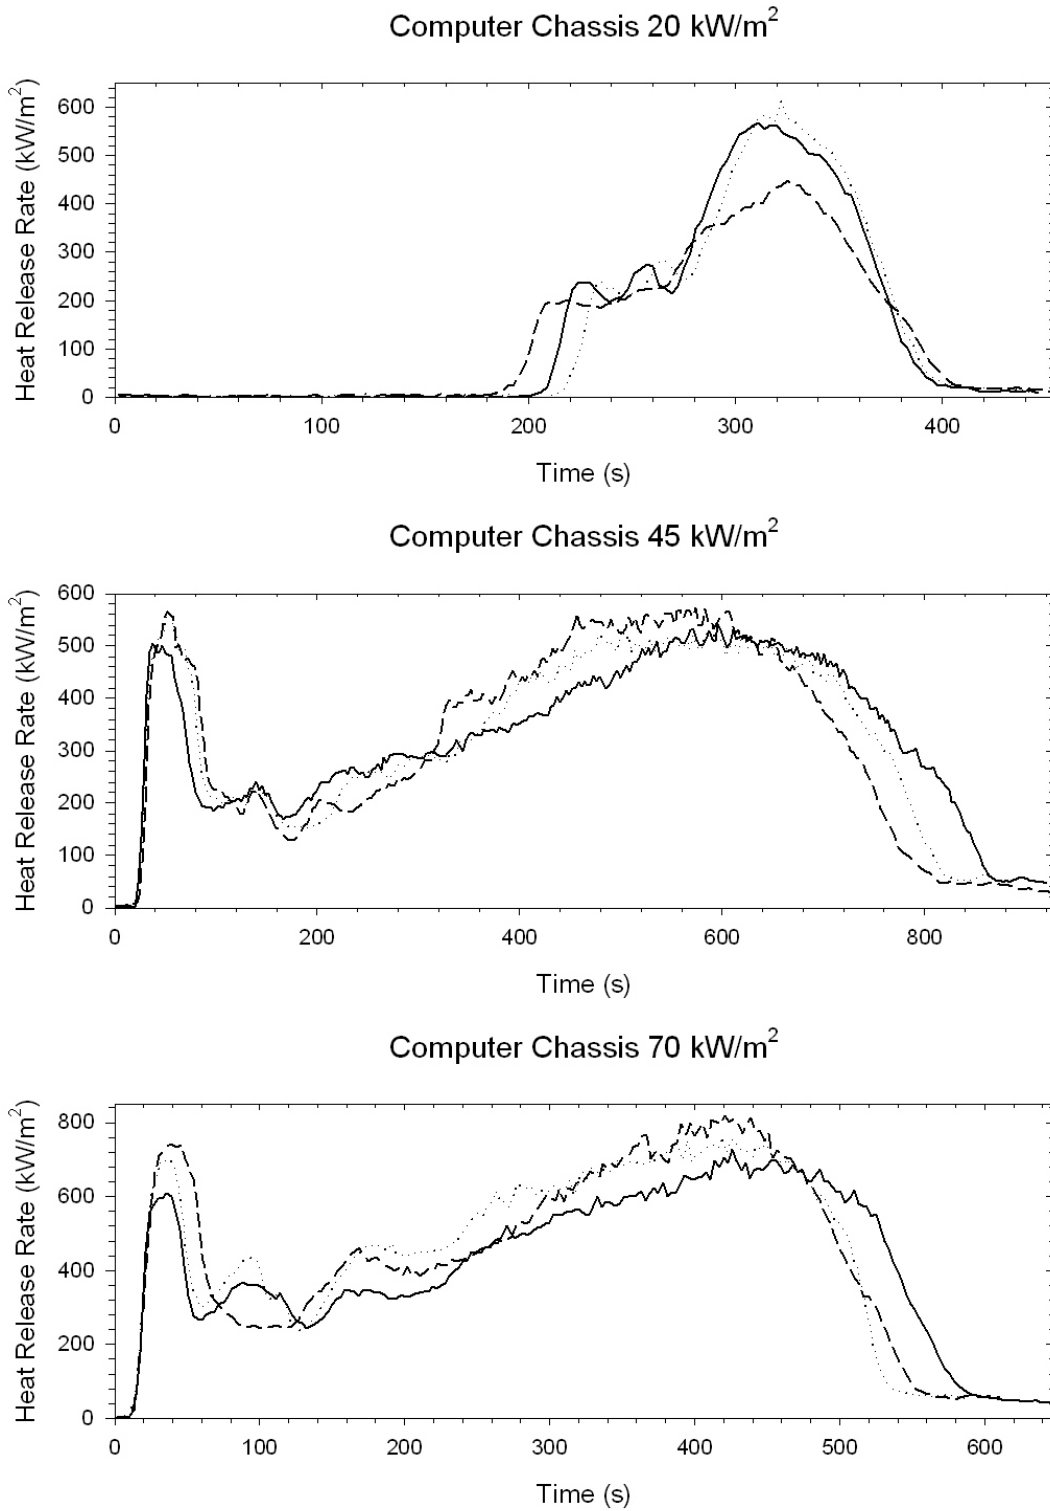 Computer Chassis 20 kW/m²
Heat Release Rate (kW/m²)
600
500
400
300
200
100
0
0 100 200 300 400
Time (s)
Computer Chassis 45 kW/m²
Heat Release Rate (kW/m²)
600
500
400
300
200
100
0
0 200 400 600 800
Time (s)
Computer Chassis 70 kW/m²
Heat Release Rate (kW/m²)
800
600
400
200
0
0 100 200 300 400 500 600
Time (s)